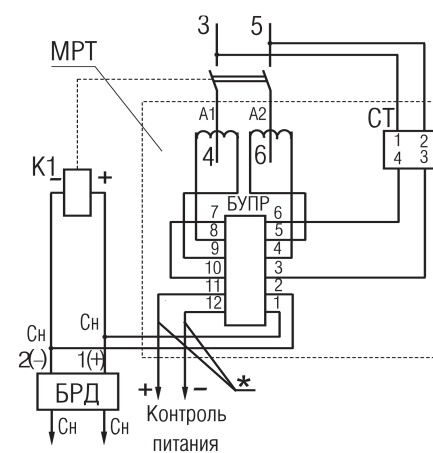 3 5
МРТ
А1 А2
СТ
1 2
4 3
4 6
К1
- +
БУПР
7 6
8 5
9 4
10 3
11 2
12 1
Сн Сн
2(-) 1(+)
БРД
Сн Сн
+ - *
Контроль
питания